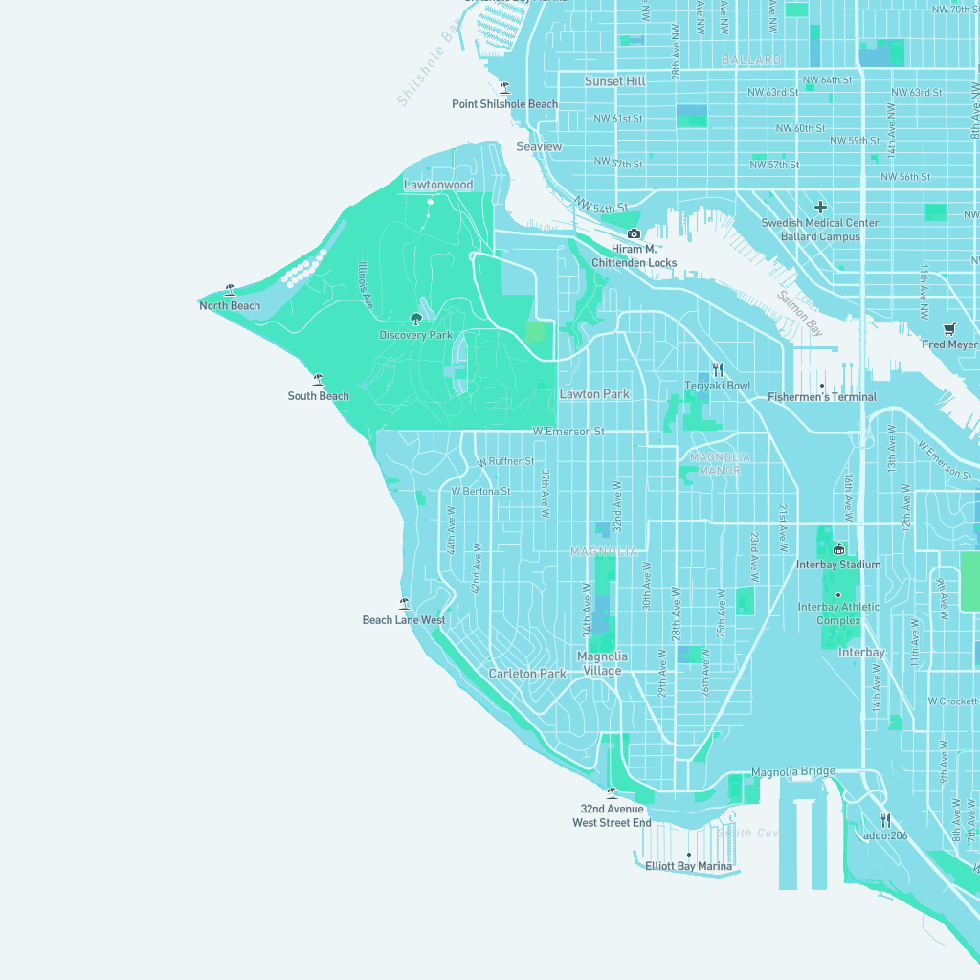 NW 70th St
Shilshole Bay
28th Ave NW
BALLARD
Sunset Hill
NW 64th St
NW 63rd St
NW 63rd St
Point Shilshole Beach
14th Ave NW
8th Ave NW
NW 61st St
NW 60th St
Seaview
NW 59th St
NW 57th St
NW 57th St
NW 56th St
Lawtonwood
NW 54th St
Swedish Medical Center
Ballard Campus
Hiram M.
Chittenden Locks
Illinois Ave
11th Ave NW
North Beach
Salmon Bay
Discovery Park
Fred Meyer
South Beach
Teriyaki Bowl
Lawton Park
Fishermen's Terminal
W Emerson St
13th Ave W
W Emerson St
W Ruffner St
MAGNOLIA
MANOR
37th Ave W
W Bertona St
32nd Ave W
16th Ave W
12th Ave W
44th Ave W
21st Ave W
MAGNOLIA
23rd Ave W
Interbay Stadium
42nd Ave W
30th Ave W
9th Ave W
Beach Lane West
34th Ave W
28th Ave W
25th Ave W
Interbay Athletic
Complex
11th Ave W
Magnolia
Village
Interbay
29th Ave W
26th Ave W
14th Ave W
Carleton Park
W Crockett
9th Ave W
Magnolia Bridge
32nd Avenue
West Street End
8th Ave W
7th Ave W
Smith Cov
adco:206
Elliott Bay Marina